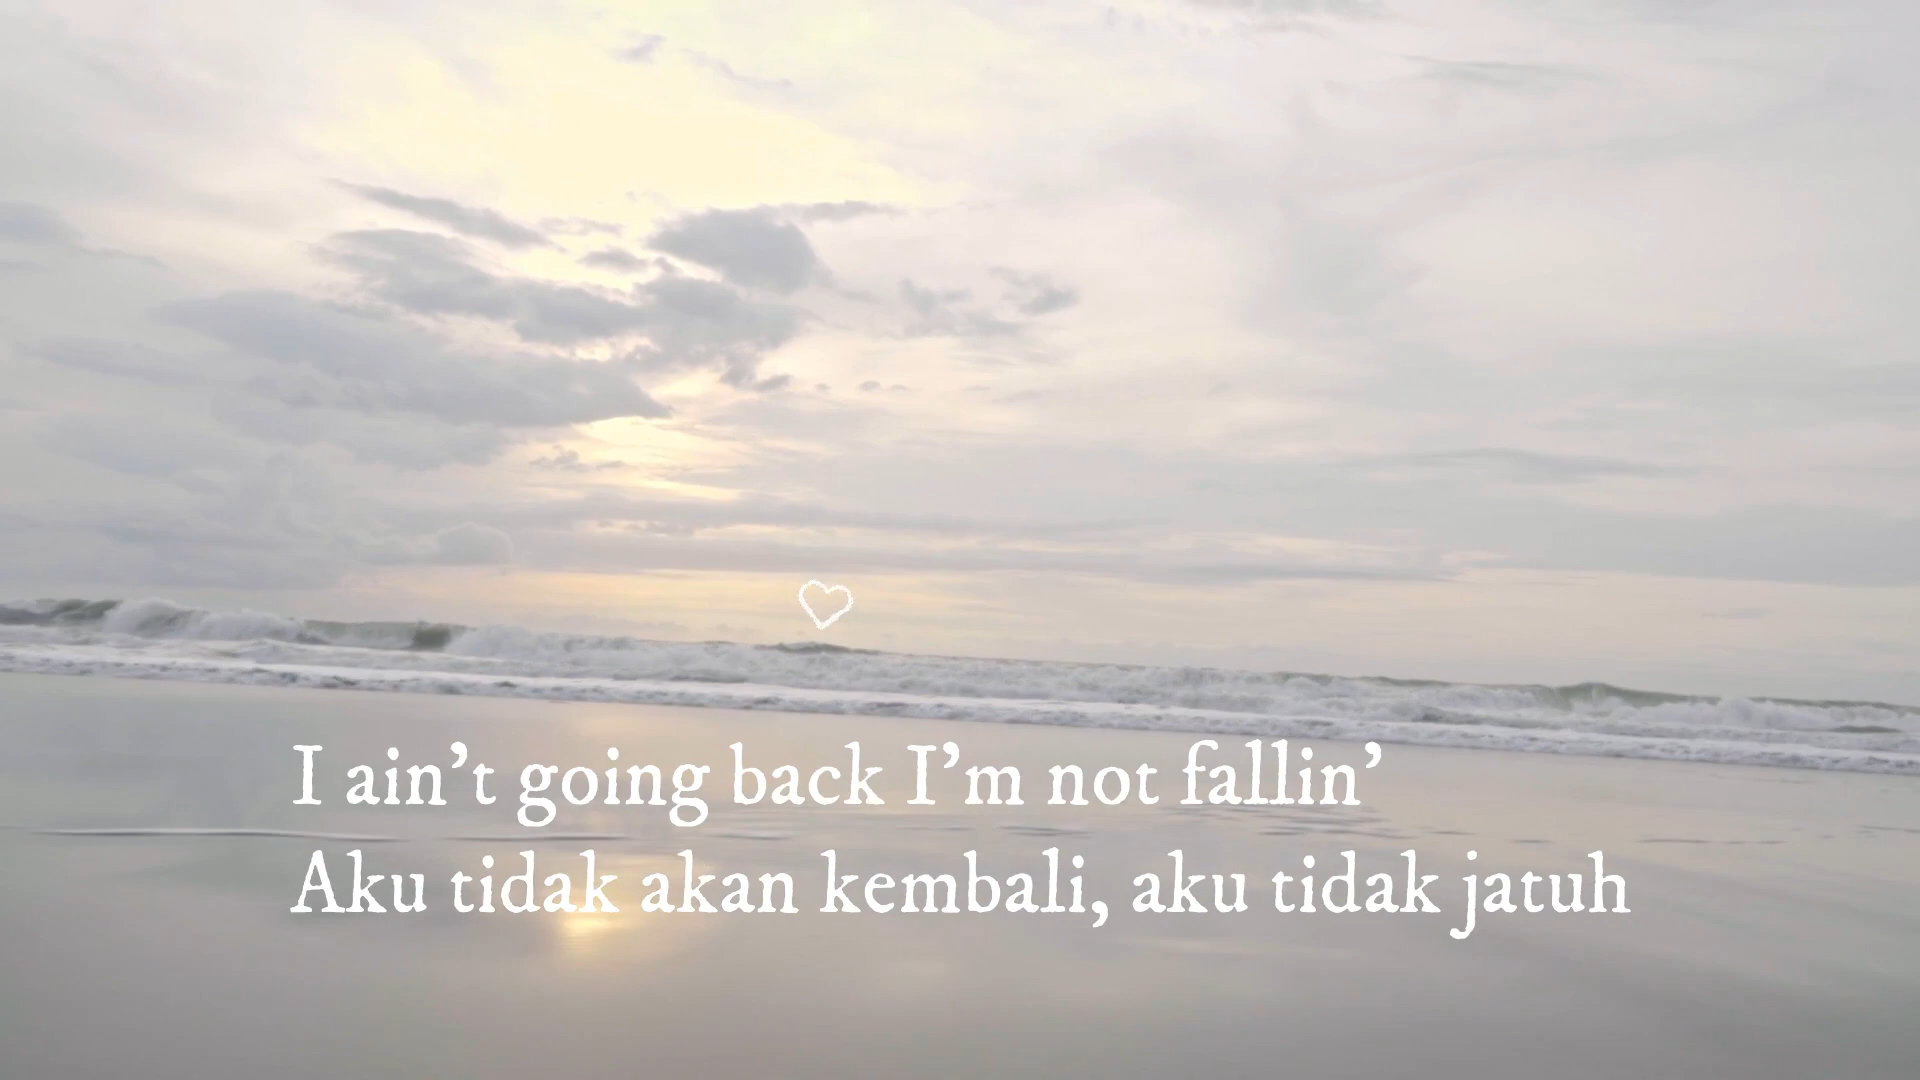 I ain't going back I'm not fallin'
Aku tidak akan kembali, aku tidak jatuh